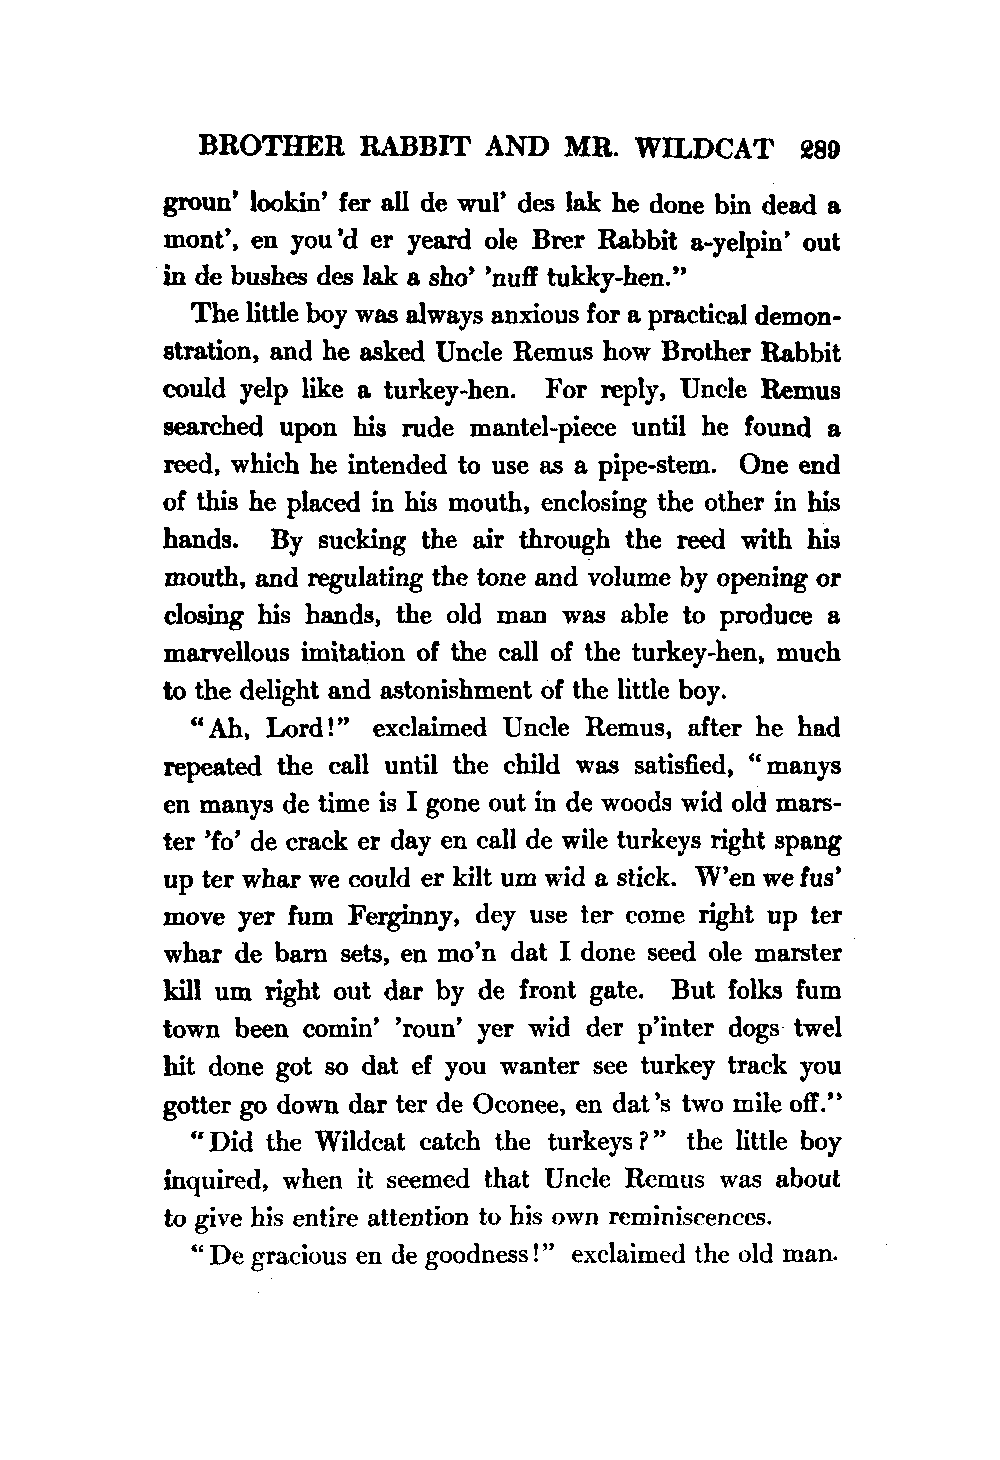 BROTHER RABBIT AND MR. WILDCAT 289
groun' lookin' fer all de wul' des lak he done bin dead a
mont', en you 'd er yeard ole Brer Rabbit a-yelpin' out
in de bushes des lak a sho' 'nuff tukky-hen."
The little boy was always anxious for a practical demon-
stration, and he asked Uncle Remus how Brother Rabbit
could yelp like a turkey-hen. For reply, Uncle Remus
searched upon his rude mantel-piece until he found a
reed, which he intended to use as a pipe-stem. One end
of this he placed in his mouth, enclosing the other in his
hands. By sucking the air through the reed with his
mouth, and regulating the tone and volume by opening or
closing his hands, the old man was able to produce a
marvellous imitation of the call of the turkey-hen, much
to the delight and astonishment of the little boy.
"Ah, Lord!" exclaimed Uncle Remus, after he had
repeated the call until the child was satisfied, "manys
en manys de time is I gone out in de woods wid old mars-
ter 'fo' de crack er day en call de wile turkeys right spang
up ter whar we could er kilt um wid a stick. W'en we fus'
move yer fum Ferginny, dey use ter come right up ter
whar de barn sets, en mo'n dat I done seed ole marster
kill um right out dar by de front gate. But folks fum
town been comin' 'roun' yer wid der p'inter dogs twel
hit done got so dat ef you wanter see turkey track you
gotter go down dar ter de Oconee, en dat 's two mile off."
"Did the Wildcat catch the turkeys?" the little boy
inquired, when it seemed that Uncle Remus was about
to give his entire attention to his own reminiscences.
"De gracious en de goodness!" exclaimed the old man.